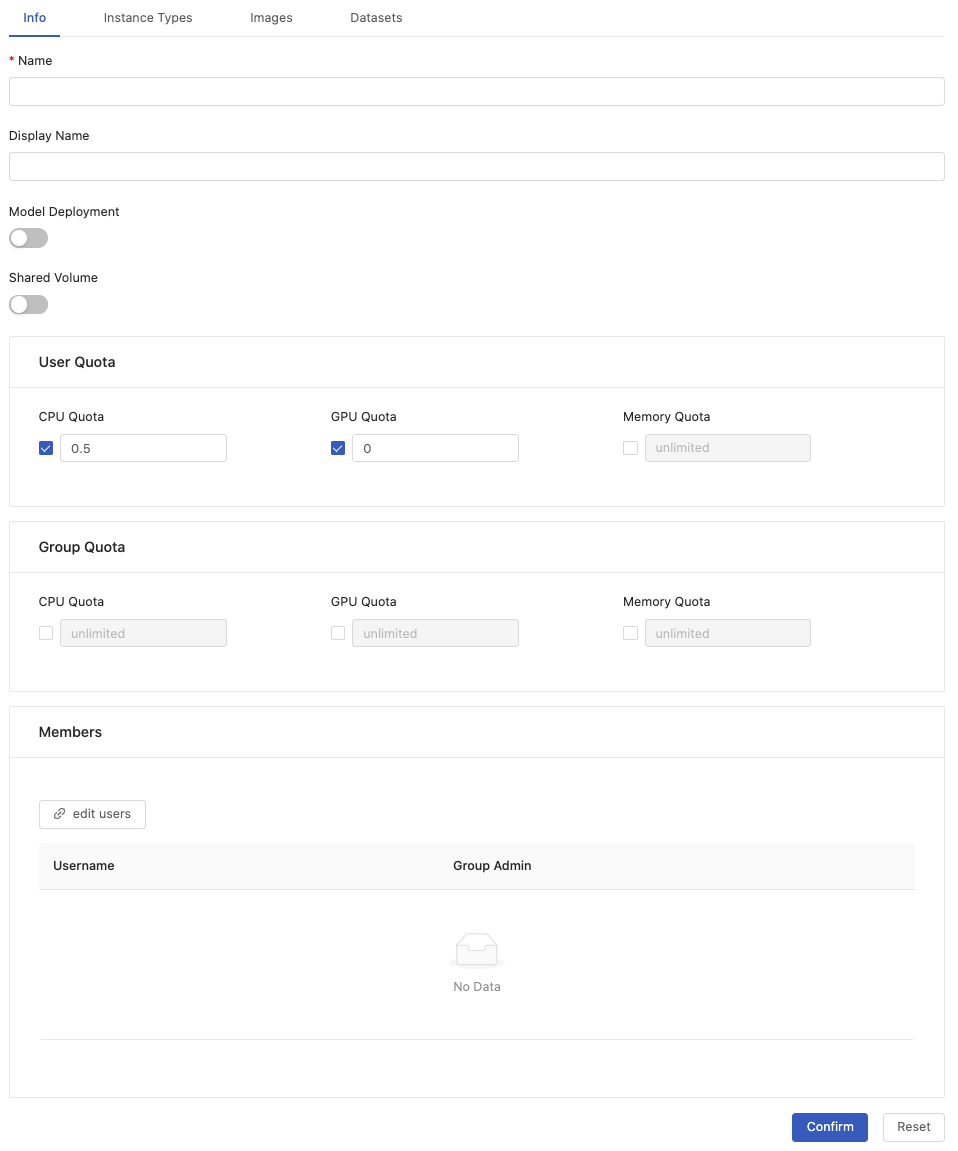 Info Instance Types Images Datasets
* Name
Display Name
Model Deployment
Shared Volume
User Quota
CPU Quota GPU Quota Memory Quota
0.5 0 unlimited
Group Quota
CPU Quota GPU Quota Memory Quota
unlimited unlimited unlimited
Members
edit users
Username Group Admin
No Data
Confirm Reset